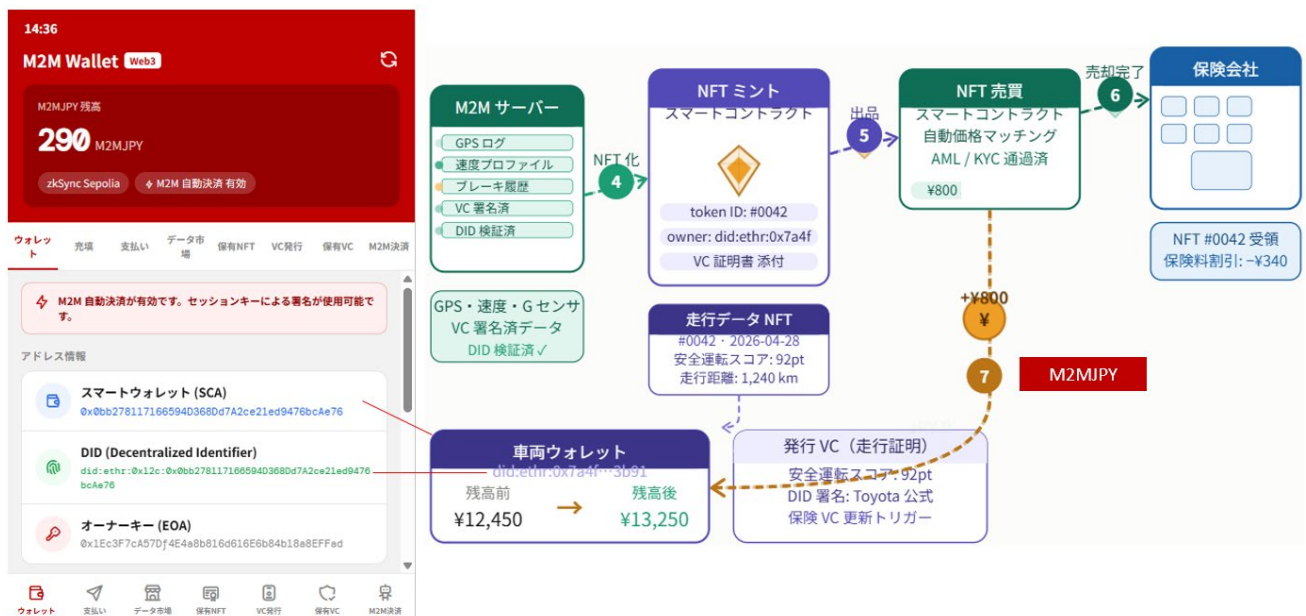 14:36
M2M Wallet Web3
M2MJPY 残高
290 M2MJPY
zkSync Sepolia
M2M 自動決済 有効
ウォレット
充填
支払い
データ市場
保有NFT
VC発行
保有VC
M2M決済
M2M 自動決済が有効です。セッションキーによる署名が使用可能で
す。
アドレス情報
スマートウォレット (SCA)
0x0bb278117166594D368Dd7A2ce21ed9476bcAe76
DID (Decentralized Identifier)
did:ethr:0x12c:0x0bb278117166594D368Dd7A2ce21ed9476
bcAe76
オーナーキー (EOA)
0x1Ec3F7cA57Df4E4a8b816d616E6b84b18a8EFFad
ウォレット
支払い
データ市場
保有NFT
VC発行
保有VC
M2M決済
M2M サーバー
GPS ログ
速度プロファイル
ブレーキ履歴
VC 署名済
DID 検証済
GPS・速度・G センサ
VC 署名済データ
DID 検証済 ✓
NFT 化
4
NFT ミント
スマートコントラクト
token ID: #0042
owner: did:ethr:0x7a4f
VC 証明書 添付
走行データ NFT
#0042・2026-04-28
安全運転スコア: 92pt
走行距離: 1,240 km
出品
5
NFT 売買
スマートコントラクト
自動価格マッチング
AML / KYC 通過済
¥800
売却完了
6
保険会社
NFT #0042 受領
保険料割引: −¥340
+¥800
¥
7
M2MJPY
車両ウォレット
did:ethr:0x7a4f…3b91
残高前
残高後
¥12,450
→
¥13,250
発行 VC（走行証明）
安全運転スコア: 92pt
DID 署名: Toyota 公式
保険 VC 更新トリガー